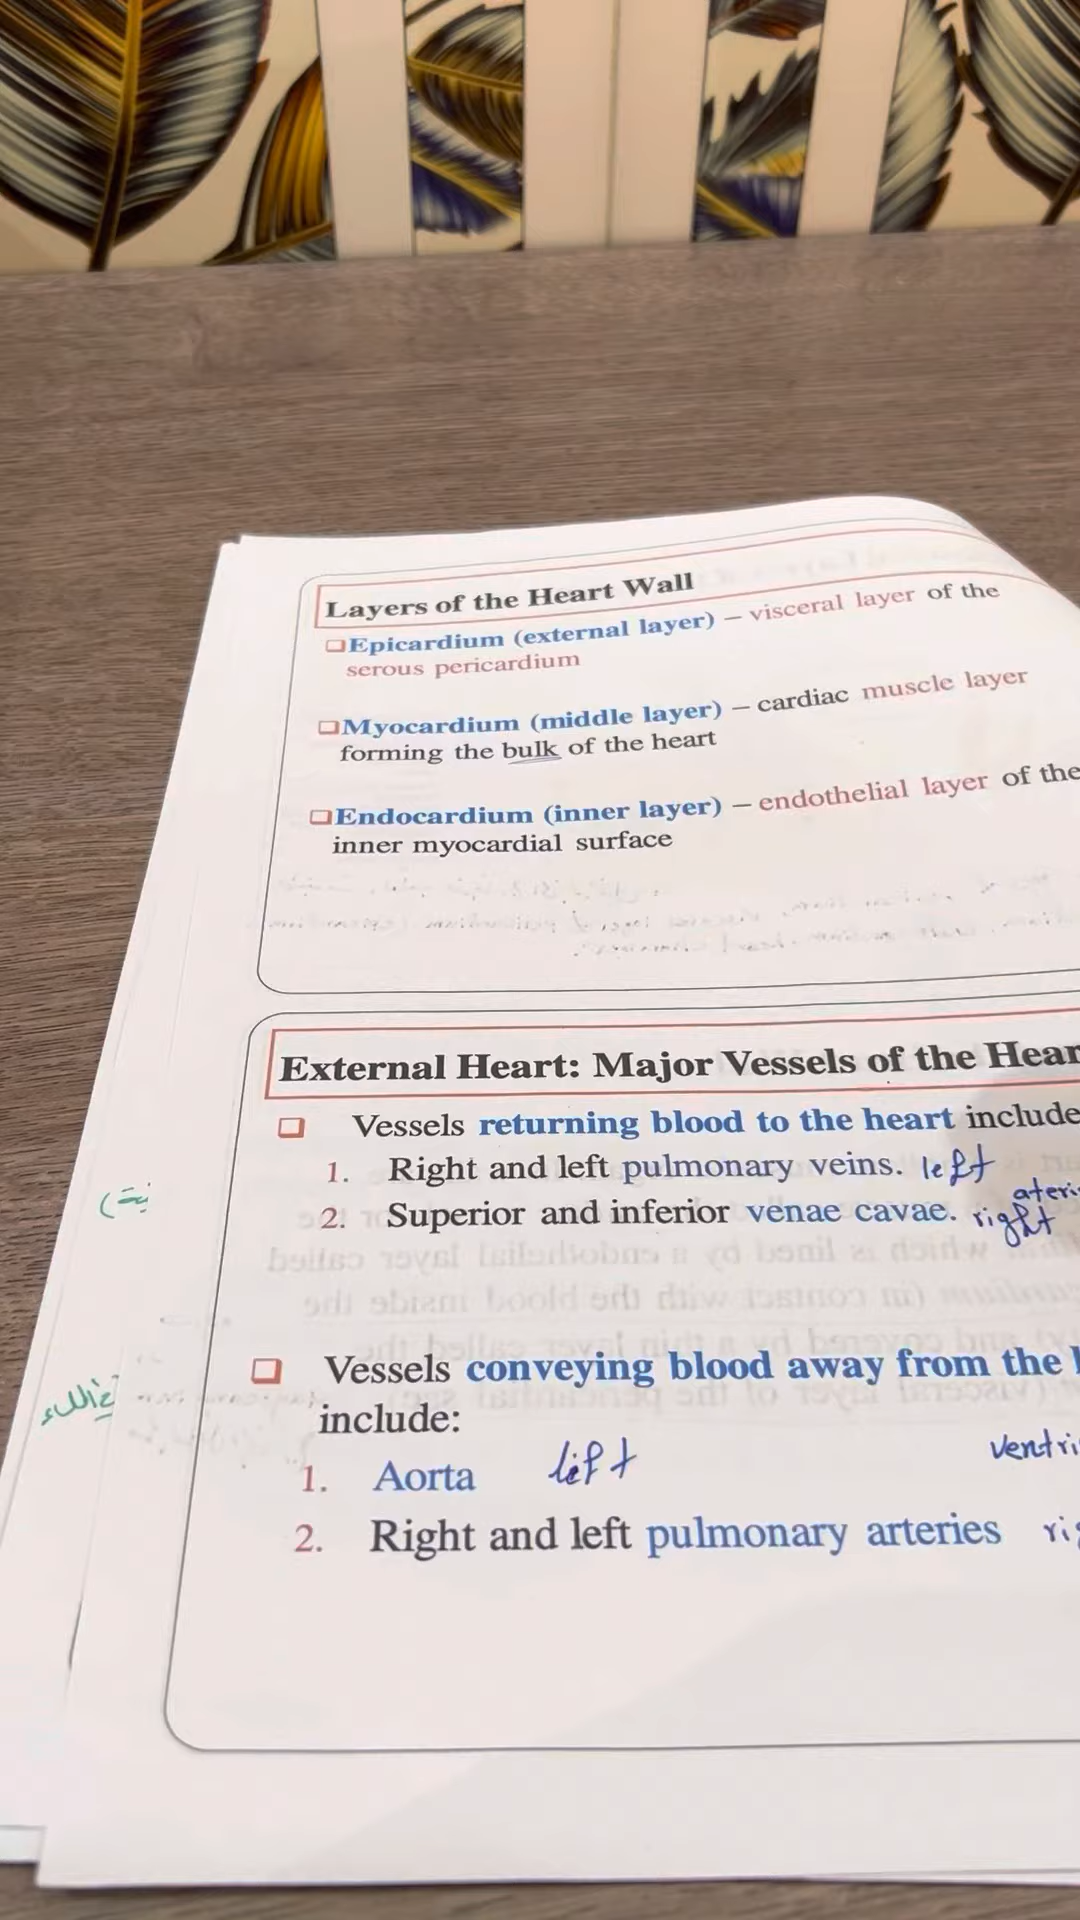 Layers of the Heart Wall
❑Epicardium (external layer) – visceral layer of the
serous pericardium
❑Myocardium (middle layer) – cardiac muscle layer
forming the bulk of the heart
❑Endocardium (inner layer) – endothelial layer of the
inner myocardial surface
External Heart: Major Vessels of the Hear
❑ Vessels returning blood to the heart include
1. Right and left pulmonary veins. left
ateri
2. Superior and inferior venae cavae. right
❑ Vessels conveying blood away from the
include:
ventri
1. Aorta left
2. Right and left pulmonary arteries rig